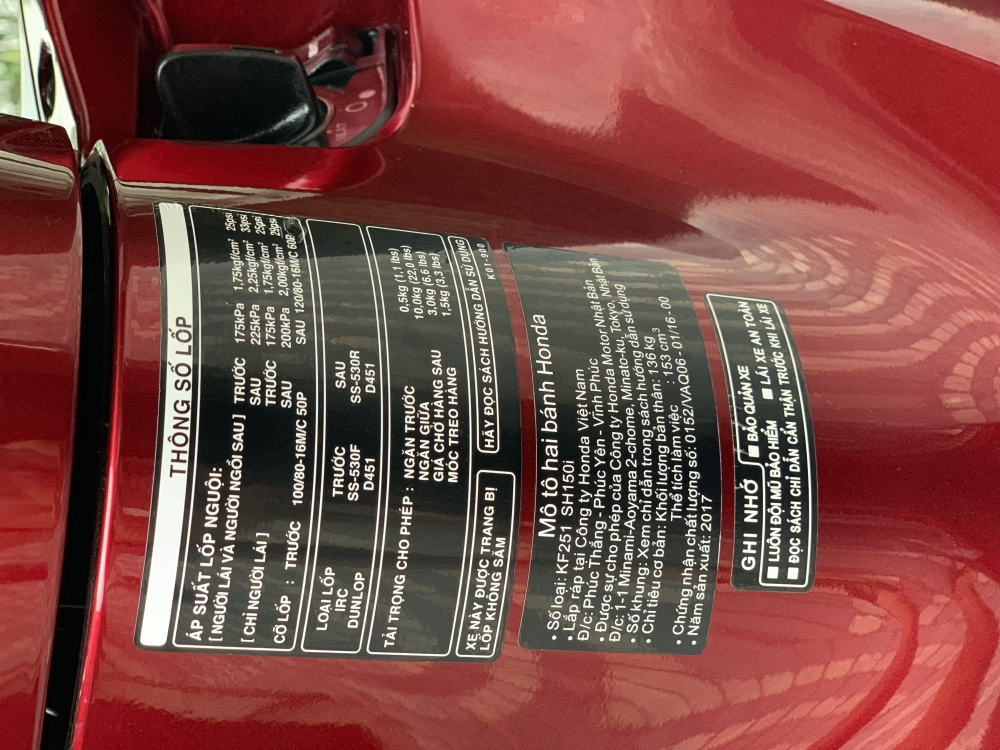 THÔNG SỐ LỐP
ÁP SUẤT LỐP NGUỘI:
[ NGƯỜI LÁI VÀ NGƯỜI NGỒI SAU ] TRƯỚC 175kPa 1,75kgf/cm² 25psi
SAU 225kPa 2,25kgf/cm² 33psi
[ CHỈ NGƯỜI LÁI ] TRƯỚC 175kPa 1,75kgf/cm² 25psi
SAU 200kPa 2,00kgf/cm² 29psi
CỠ LỐP : TRƯỚC 100/80-16M/C 50P SAU 120/80-16M/C 60P
LOẠI LỐP TRƯỚC SAU
IRC SS-530F SS-530R
DUNLOP D451 D451
TẢI TRỌNG CHO PHÉP : NGĂN TRƯỚC 0,5kg (1,1 lbs)
NGĂN GIỮA 10,0kg (22,0 lbs)
GIÁ CHỞ HÀNG SAU 3,0kg (6,6 lbs)
MÓC TREO HÀNG 1,5kg (3,3 lbs)
XE NÀY ĐƯỢC TRANG BỊ
LỐP KHÔNG SĂM
HÃY ĐỌC SÁCH HƯỚNG DẪN SỬ DỤNG
K01-900
Mô tô hai bánh Honda
• Số loại: KF251 SH150i
• Lắp ráp tại Công ty Honda Việt Nam
Đ/c: Phúc Thắng - Phúc Yên - Vĩnh Phúc
• Được sự cho phép của Công ty Honda Motor Nhật Bản
Đ/c: 1-1 Minami-Aoyama 2-chome, Minato-ku, Tokyo, Nhật Bản
• Số khung: Xem chỉ dẫn trong sách hướng dẫn sử dụng
• Chỉ tiêu cơ bản: Khối lượng bản thân: 136 kg
Thể tích làm việc : 153 cm³
• Chứng nhận chất lượng số: 0152/VAQ06 - 01/16 - 00
• Năm sản xuất: 2017
GHI NHỚ
■ BẢO QUẢN XE
■ LUÔN ĐỘI MŨ BẢO HIỂM ■ LÁI XE AN TOÀN
■ ĐỌC SÁCH CHỈ DẪN CẨN THẬN TRƯỚC KHI LÁI XE